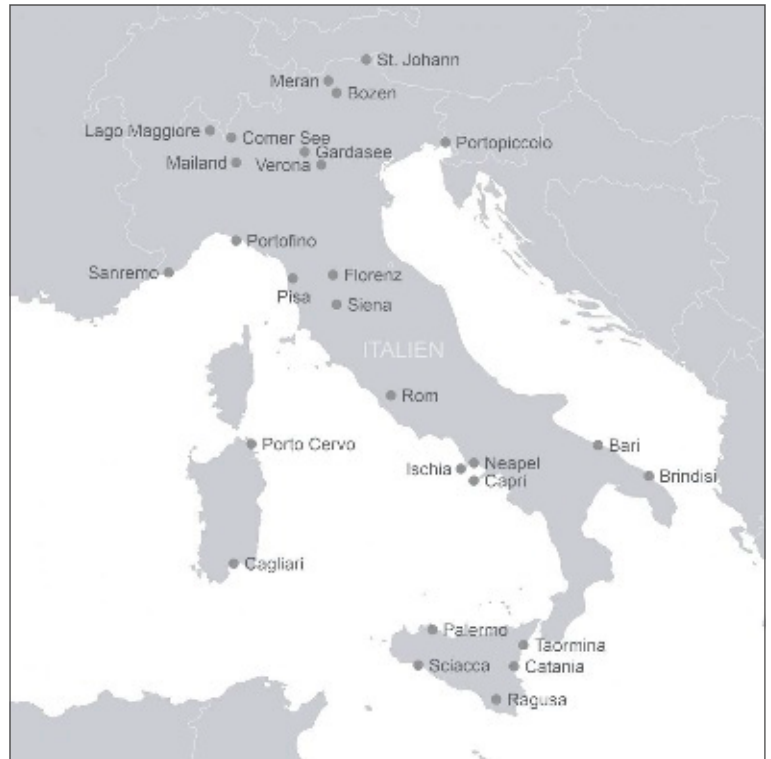 St. Johann
Meran
Bozen
Lago Maggiore
Comer See
Portopiccolo
Gardasee
Mailand
Verona
Portofino
Sanremo
Florenz
Pisa
Siena
ITALIEN
Rom
Porto Cervo
Bari
Neapel
Ischia
Brindisi
Capri
Cagliari
Palermo
Taormina
Sciacca
Catania
Ragusa